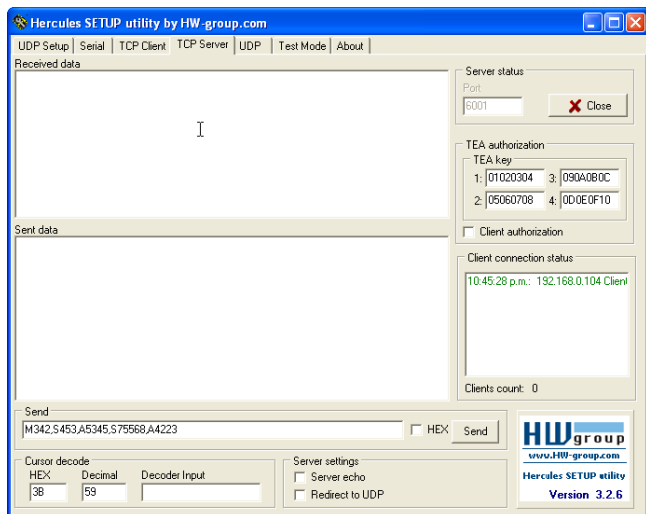 Hercules SETUP utility by HW-group.com
UDP Setup Serial TCP Client TCP Server UDP Test Mode About
Received data
Sent data
Server status
Port
6001
Close
TEA authorization
TEA key
1: 01020304 3: 090A0B0C
2: 05060708 4: 0D0E0F10
Client authorization
Client connection status
10:45:28 p.m.: 192.168.0.104 Client
Clients count: 0
Send
M342,S453,A5345,S75568,A4223
HEX Send
Cursor decode
HEX Decimal Decoder Input
3B 59
Server settings
Server echo
Redirect to UDP
HW group
www.HW-group.com
Hercules SETUP utility
Version 3.2.6